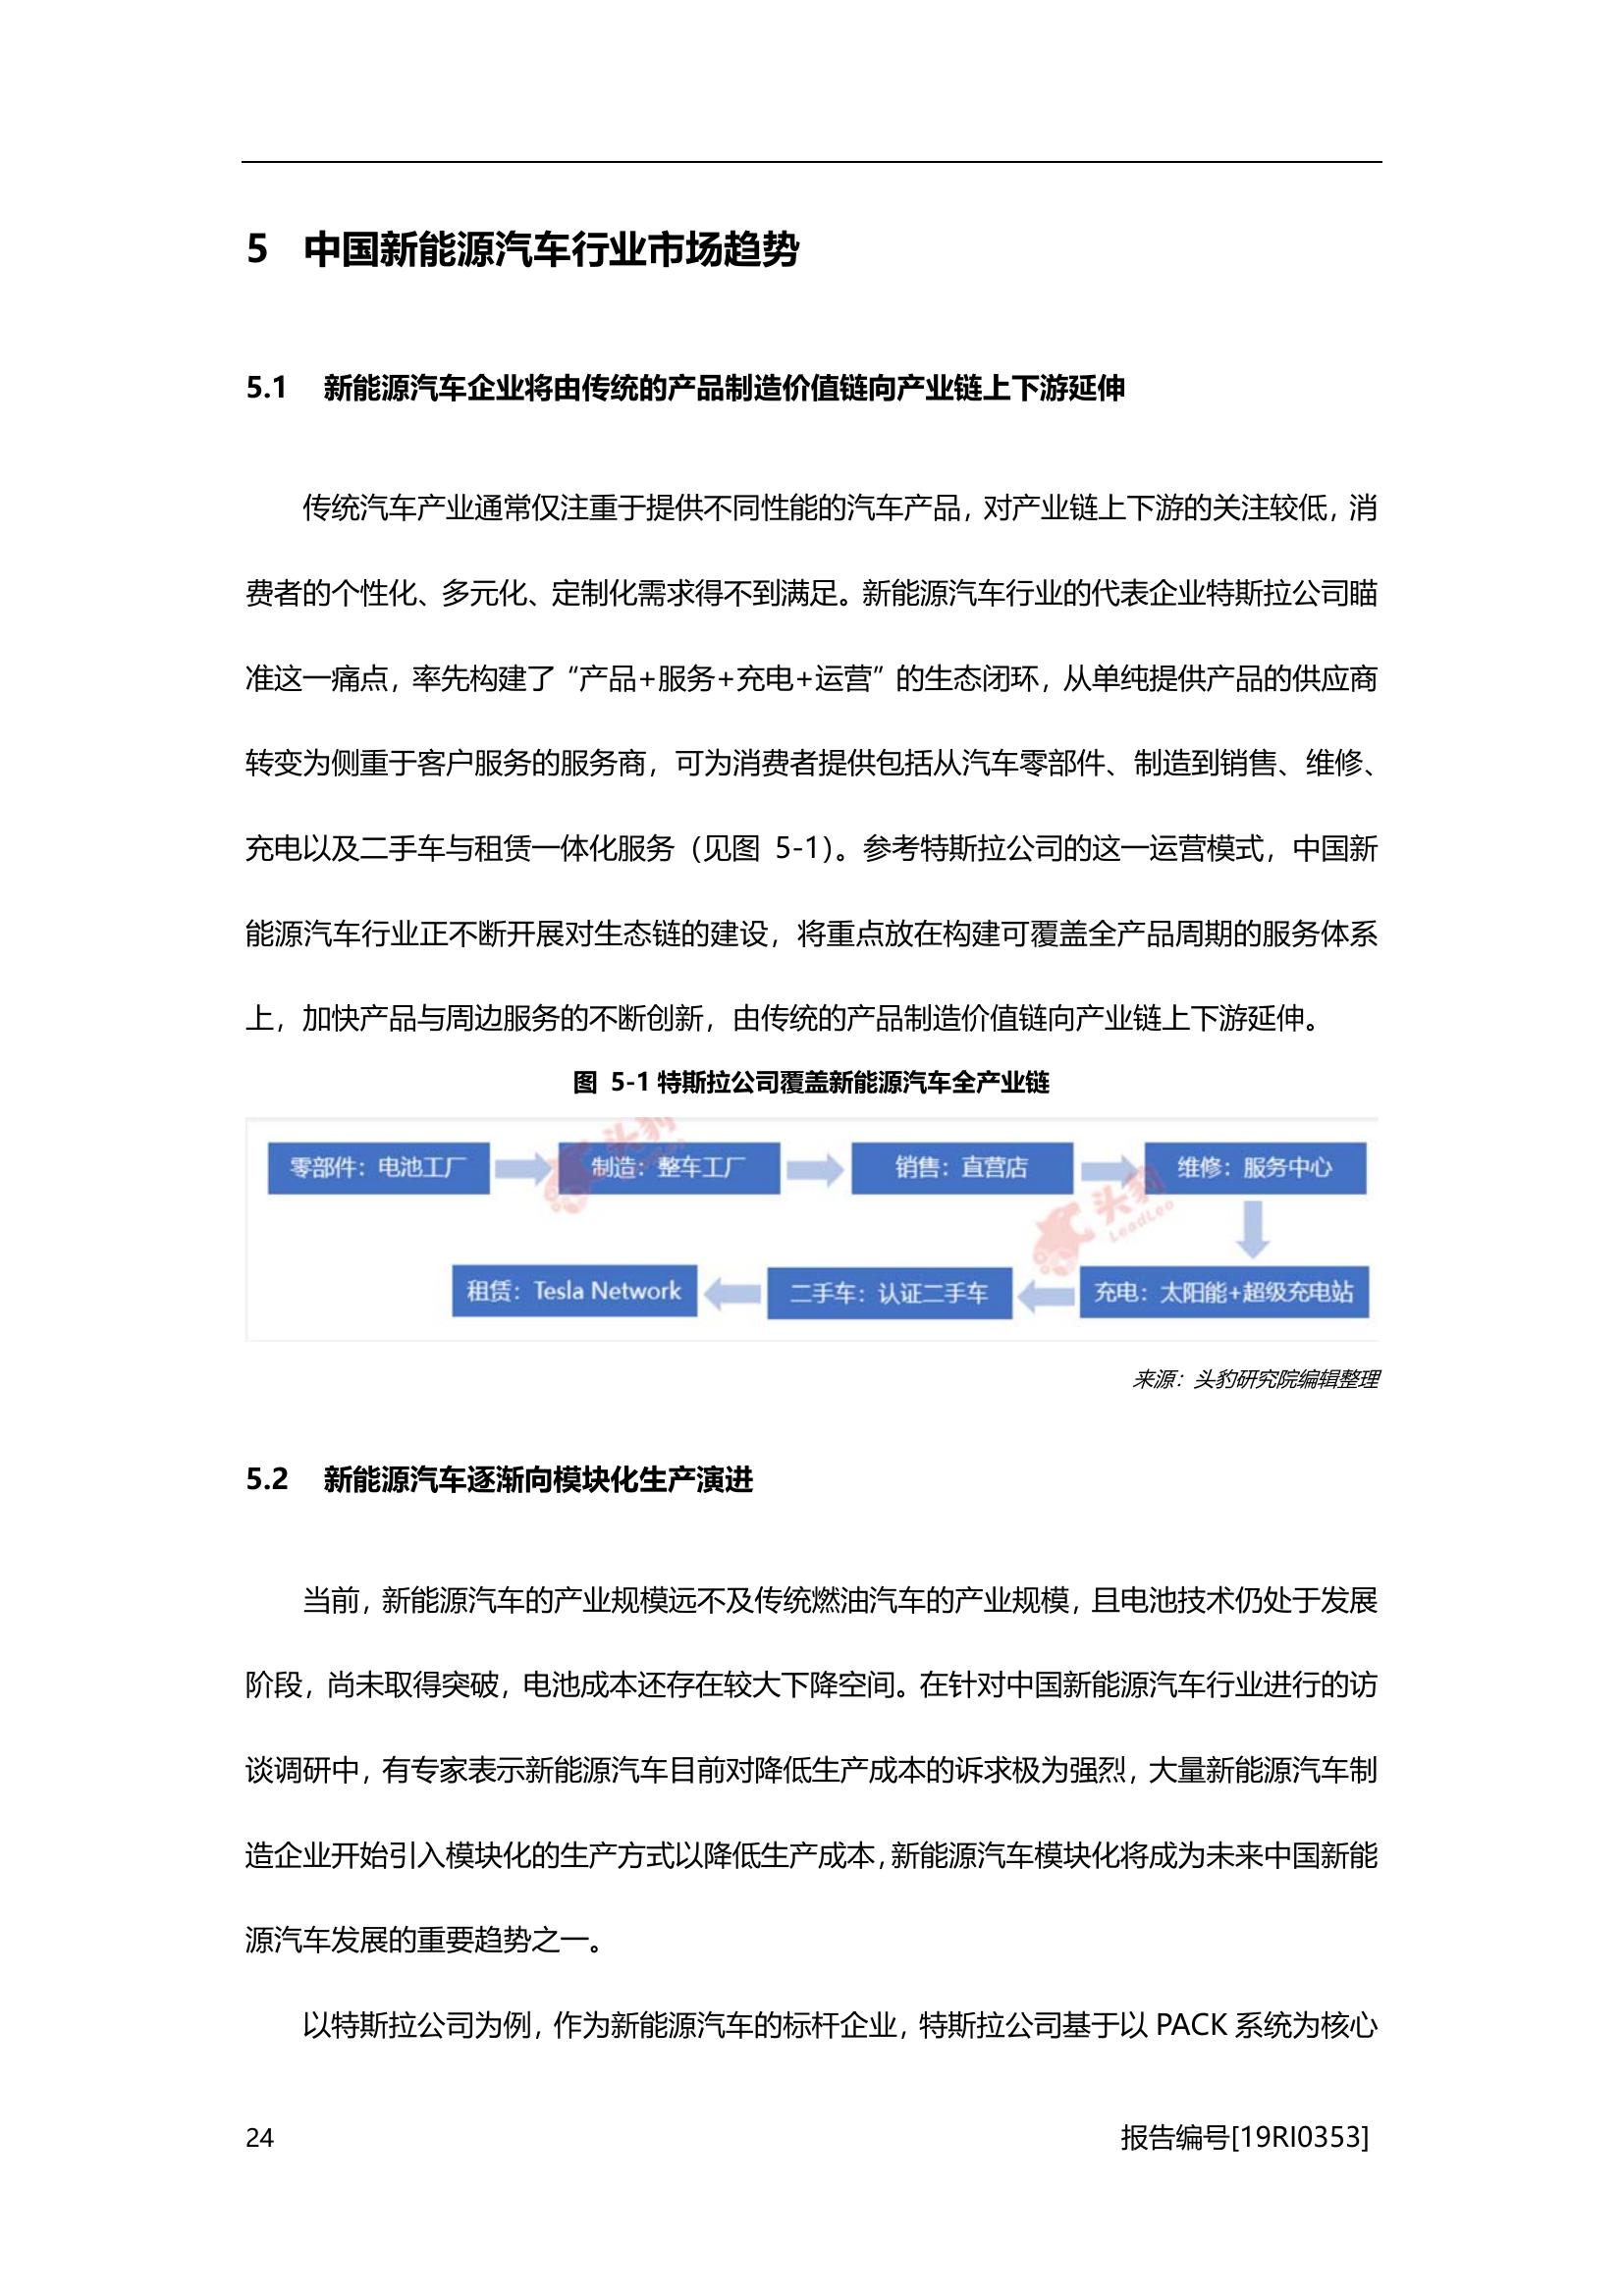 5 中国新能源汽车行业市场趋势
5.1 新能源汽车企业将由传统的产品制造价值链向产业链上下游延伸
传统汽车产业通常仅注重于提供不同性能的汽车产品，对产业链上下游的关注较低，消
费者的个性化、多元化、定制化需求得不到满足。新能源汽车行业的代表企业特斯拉公司瞄
准这一痛点，率先构建了“产品+服务+充电+运营”的生态闭环，从单纯提供产品的供应商
转变为侧重于客户服务的服务商，可为消费者提供包括从汽车零部件、制造到销售、维修、
充电以及二手车与租赁一体化服务（见图 5-1）。参考特斯拉公司的这一运营模式，中国新
能源汽车行业正不断开展对生态链的建设，将重点放在构建可覆盖全产品周期的服务体系
上，加快产品与周边服务的不断创新，由传统的产品制造价值链向产业链上下游延伸。
图 5-1 特斯拉公司覆盖新能源汽车全产业链
零部件：电池工厂
制造：整车工厂
销售：直营店
维修：服务中心
头豹
LeadLeo
头豹
LeadLeo
租赁：Tesla Network
二手车：认证二手车
充电：太阳能+超级充电站
来源：头豹研究院编辑整理
5.2 新能源汽车逐渐向模块化生产演进
当前，新能源汽车的产业规模远不及传统燃油汽车的产业规模，且电池技术仍处于发展
阶段，尚未取得突破，电池成本还存在较大下降空间。在针对中国新能源汽车行业进行的访
谈调研中，有专家表示新能源汽车目前对降低生产成本的诉求极为强烈，大量新能源汽车制
造企业开始引入模块化的生产方式以降低生产成本，新能源汽车模块化将成为未来中国新能
源汽车发展的重要趋势之一。
以特斯拉公司为例，作为新能源汽车的标杆企业，特斯拉公司基于以 PACK 系统为核心
24
报告编号[19RI0353]